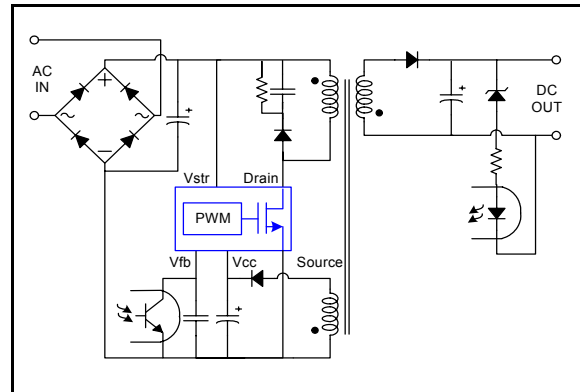 AC
IN
DC
OUT
Vstr
Drain
PWM
Vfb
Vcc
Source